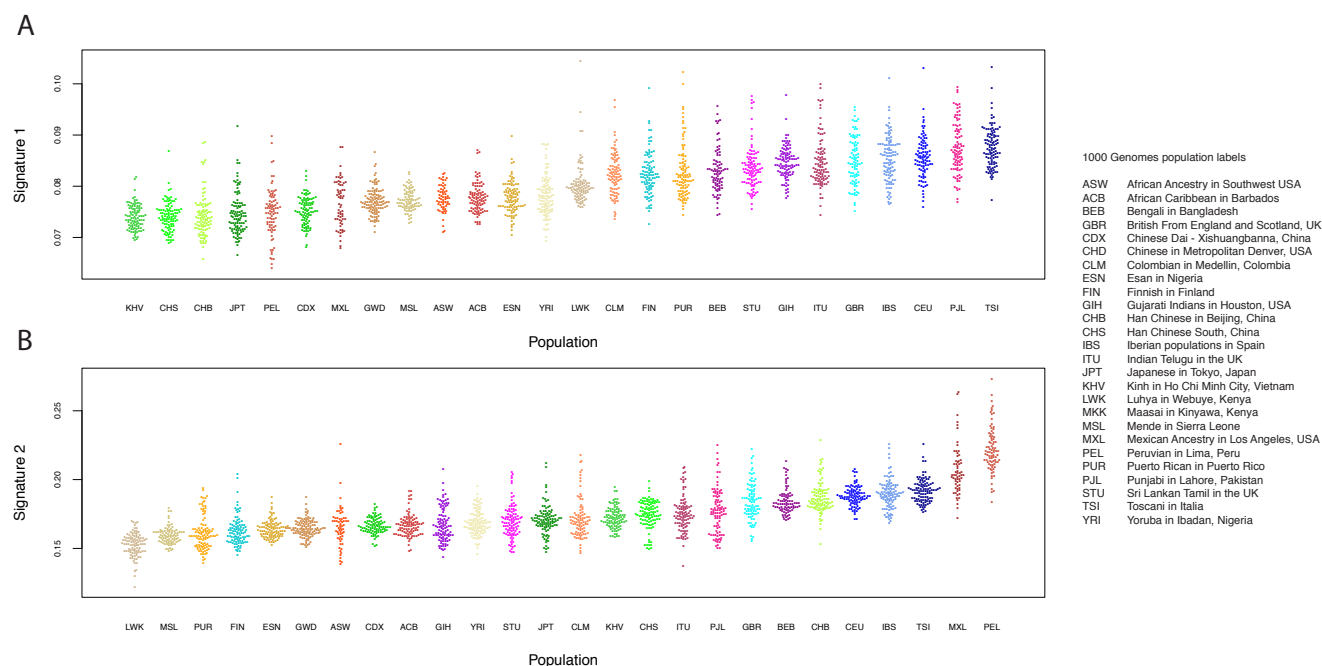 A
Signature 1
0.10
0.09
0.08
0.07
KHV CHS CHB JPT PEL CDX MXL GWD MSL ASW ACB ESN YRI LWK CLM FIN PUR BEB STU GIH ITU GBR IBS CEU PJL TSI
Population
B
Signature 2
0.25
0.20
0.15
LWK MSL PUR FIN ESN GWD ASW CDX ACB GIH YRI STU JPT CLM KHV CHS ITU PJL GBR BEB CHB CEU IBS TSI MXL PEL
Population
1000 Genomes population labels
ASW African Ancestry in Southwest USA
ACB African Caribbean in Barbados
BEB Bengali in Bangladesh
GBR British From England and Scotland, UK
CDX Chinese Dai - Xishuangbanna, China
CHD Chinese in Metropolitan Denver, USA
CLM Colombian in Medellin, Colombia
ESN Esan in Nigeria
FIN Finnish in Finland
GIH Gujarati Indians in Houston, USA
CHB Han Chinese in Beijing, China
CHS Han Chinese South, China
IBS Iberian populations in Spain
ITU Indian Telugu in the UK
JPT Japanese in Tokyo, Japan
KHV Kinh in Ho Chi Minh City, Vietnam
LWK Luhya in Webuye, Kenya
MKK Maasai in Kinyawa, Kenya
MSL Mende in Sierra Leone
MXL Mexican Ancestry in Los Angeles, USA
PEL Peruvian in Lima, Peru
PUR Puerto Rican in Puerto Rico
PJL Punjabi in Lahore, Pakistan
STU Sri Lankan Tamil in the UK
TSI Toscani in Italia
YRI Yoruba in Ibadan, Nigeria